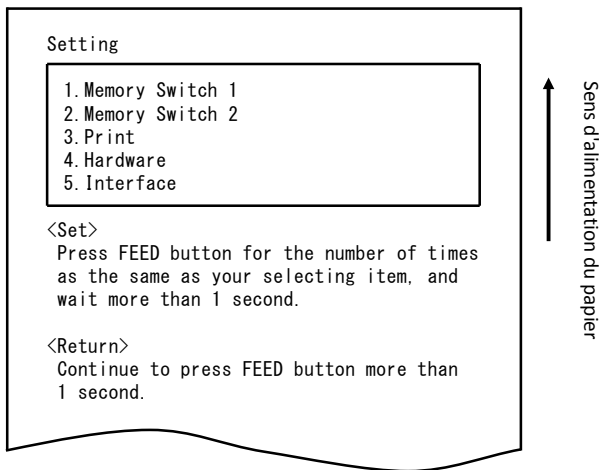 Setting
1.Memory Switch 1
2.Memory Switch 2
3.Print
4.Hardware
5.Interface
<Set>
Press FEED button for the number of times
as the same as your selecting item, and
wait more than 1 second.
<Return>
Continue to press FEED button more than
1 second.
Sens d'alimentation du papier